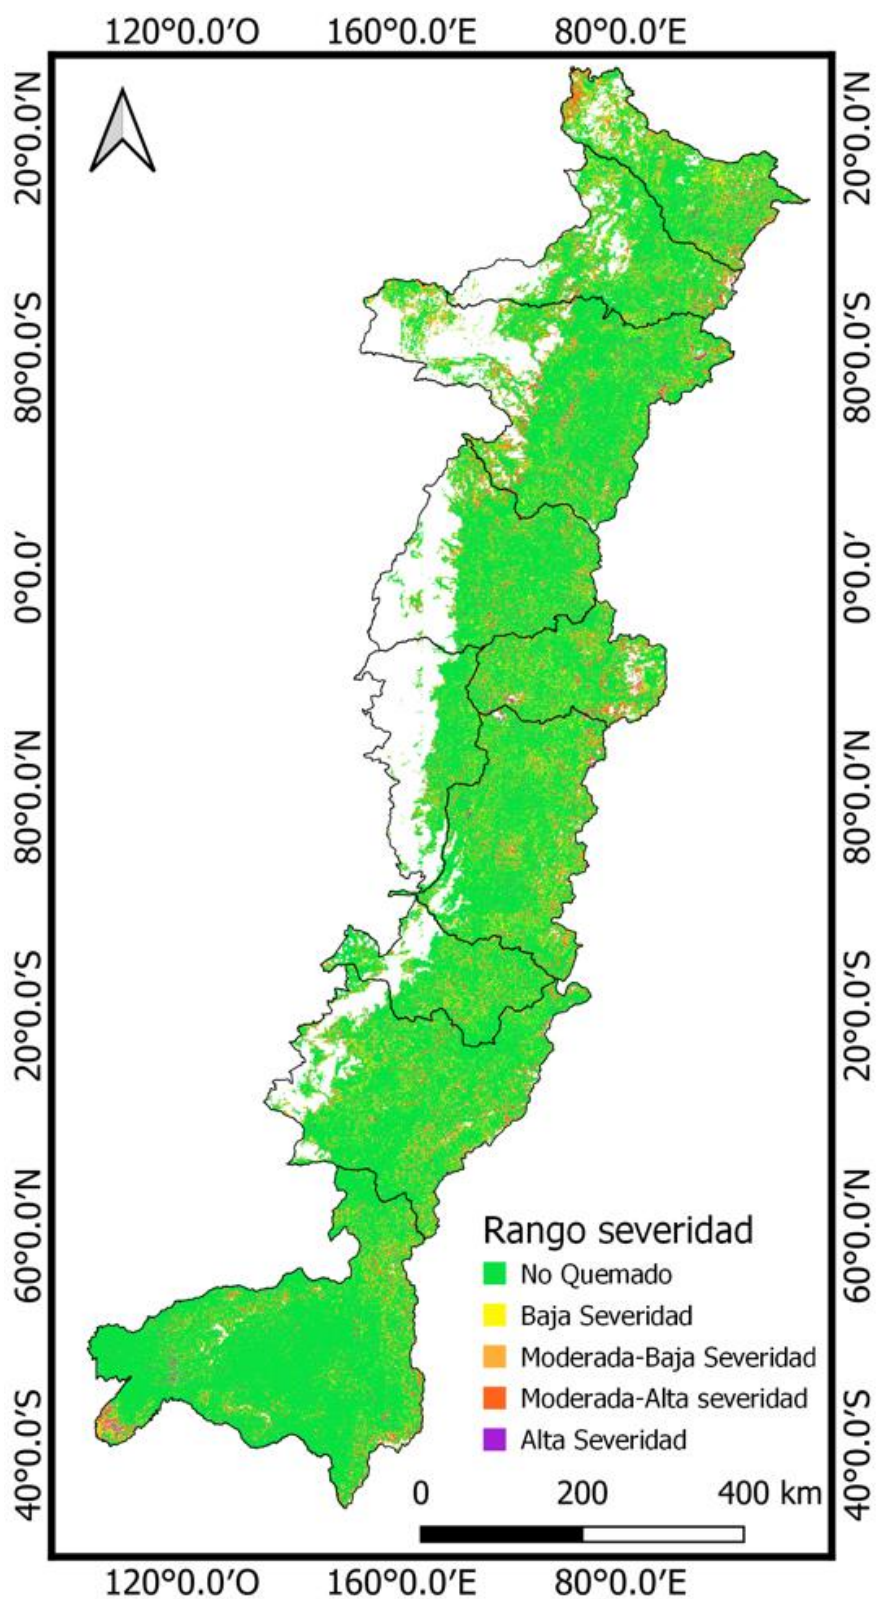 120°0.0'O 160°0.0'E 80°0.0'E
20°0.0'N
20°0.0'N
80°0.0'S
80°0.0'S
0°0.0'
0°0.0'
80°0.0'N
80°0.0'N
20°0.0'S
20°0.0'S
60°0.0'N
60°0.0'N
40°0.0'S
40°0.0'S
Rango severidad
No Quemado
Baja Severidad
Moderada-Baja Severidad
Moderada-Alta severidad
Alta Severidad
0 200 400 km
120°0.0'O 160°0.0'E 80°0.0'E